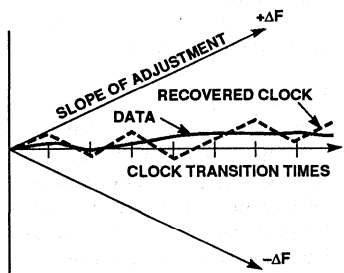 +ΔF
SLOPE OF ADJUSTMENT
RECOVERED CLOCK
DATA
CLOCK TRANSITION TIMES
−ΔF